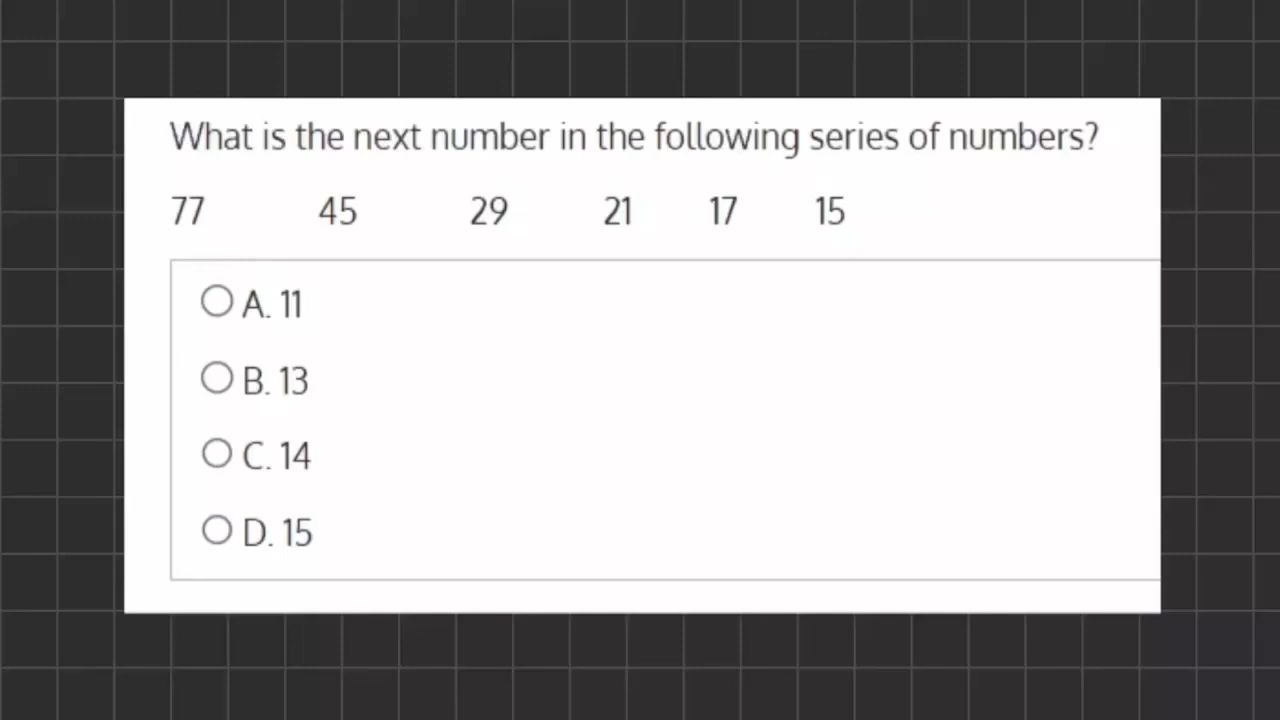 What is the next number in the following series of numbers?
77 45 29 21 17 15
A. 11
B. 13
C. 14
D. 15